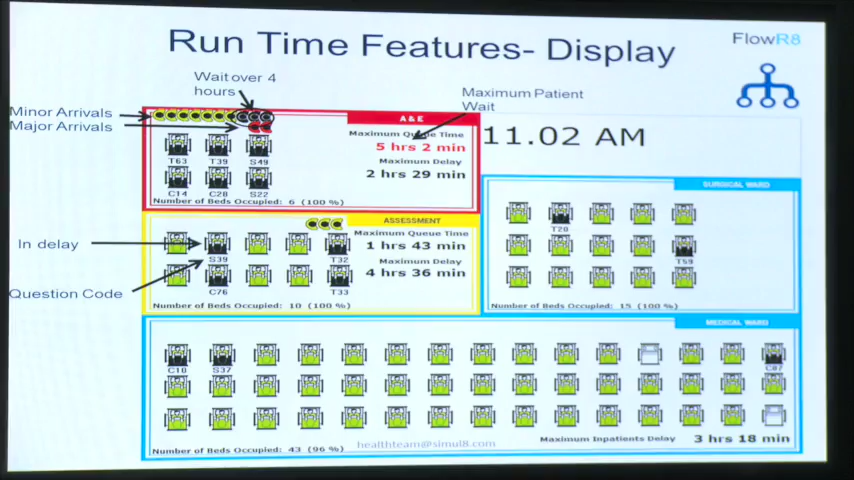 Run Time Features- Display
FlowR8
Wait over 4
hours
Maximum Patient
Wait
Minor Arrivals
Major Arrivals
A&E
Maximum Queue Time
5 hrs 2 min
Maximum Delay
2 hrs 29 min
11.02 AM
T63 T39 S49
C14 C28 S22
Number of Beds Occupied: 6 (100 %)
SURGICAL WARD
T20
T59
Number of Beds Occupied: 15 (100 %)
ASSESSMENT
Maximum Queue Time
1 hrs 43 min
Maximum Delay
4 hrs 36 min
In delay
S39 T32
Question Code
C76 T33
Number of Beds Occupied: 10 (100 %)
MEDICAL WARD
C10 S37 C87
Number of Beds Occupied: 43 (96 %)
healthteam@simul8.com
Maximum Inpatients Delay 3 hrs 18 min